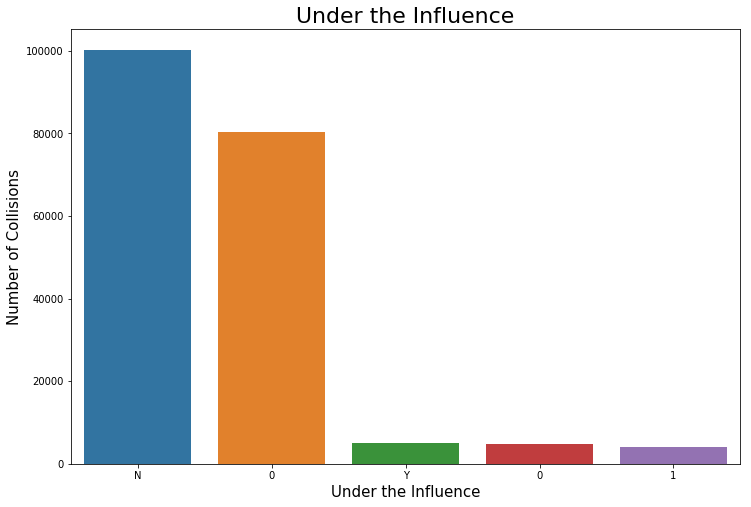 Under the Influence
Number of Collisions
100000
80000
60000
40000
20000
0
N 0 Y 0 1
Under the Influence